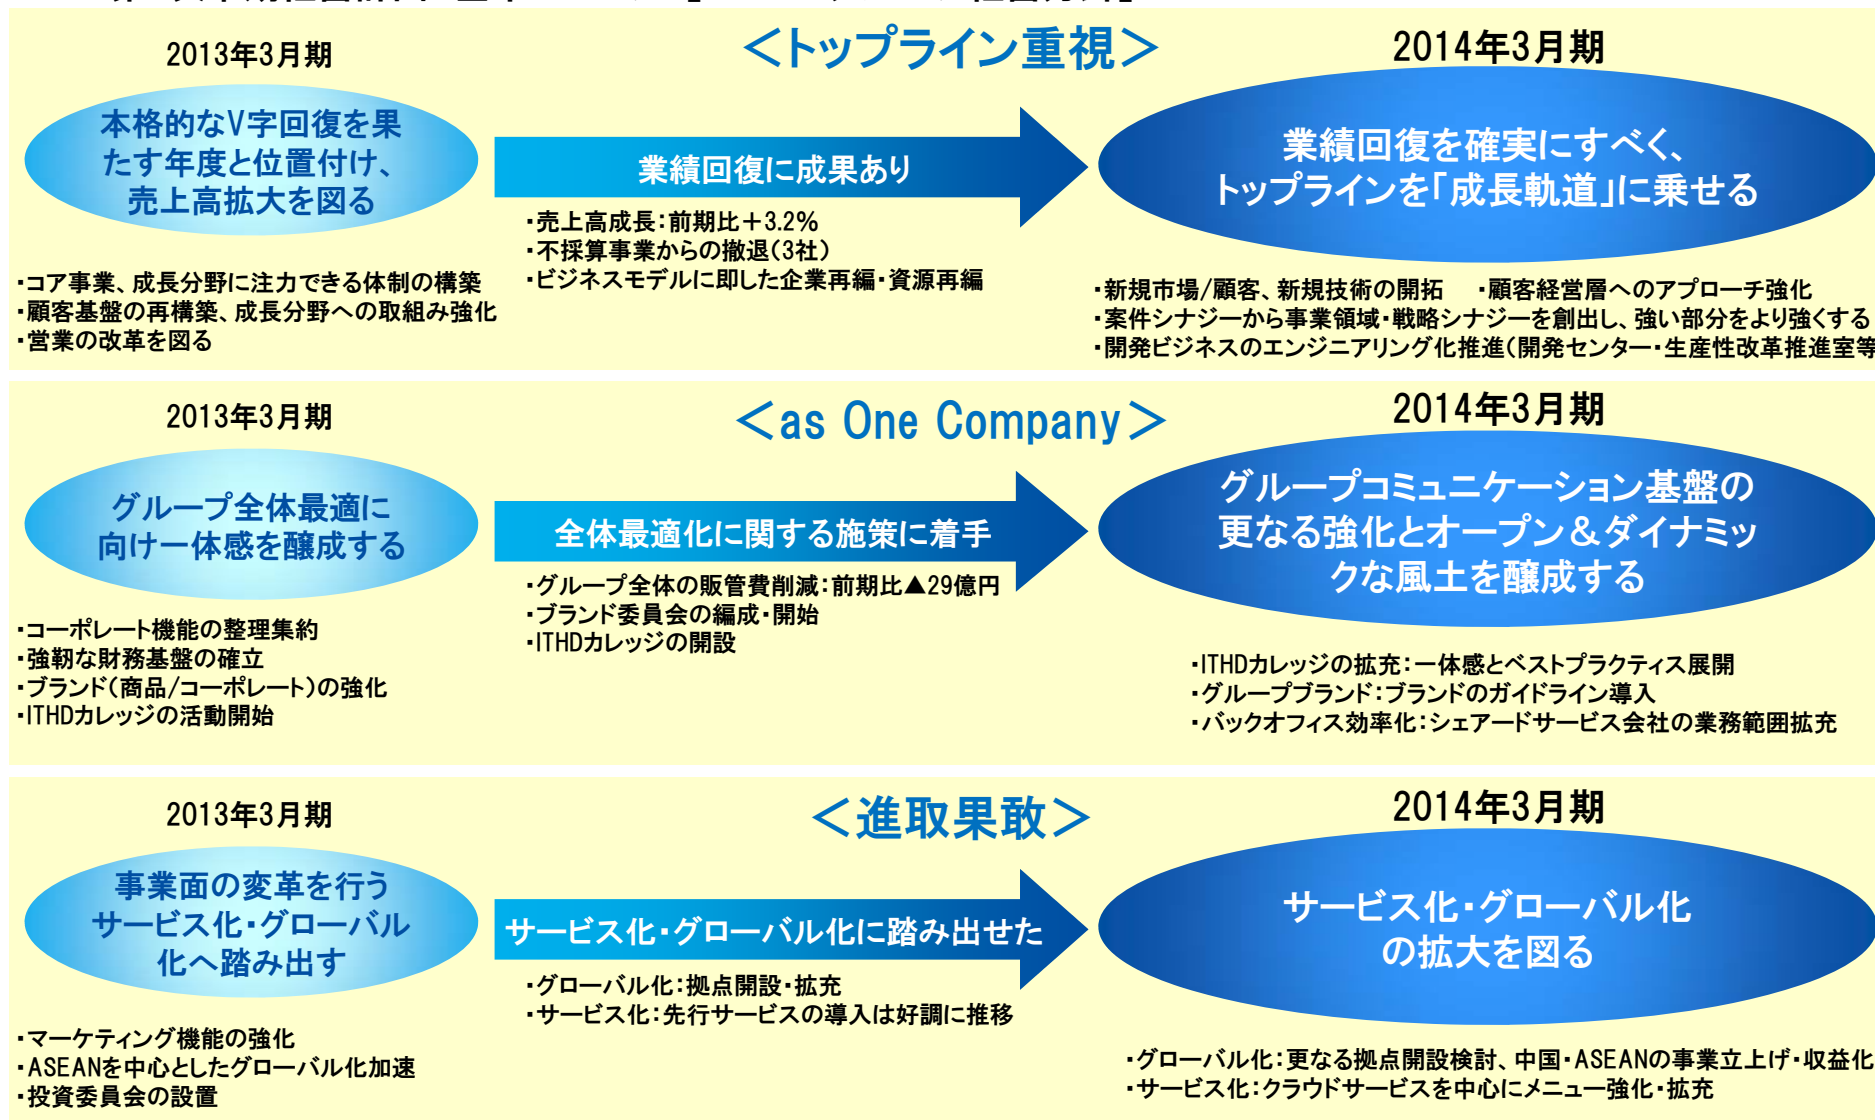 ＜トップライン重視＞
2013年3月期
本格的なV字回復を果
たす年度と位置付け、
売上高拡大を図る
・コア事業、成長分野に注力できる体制の構築
・顧客基盤の再構築、成長分野への取組み強化
・営業の改革を図る
業績回復に成果あり
・売上高成長：前期比＋3.2％
・不採算事業からの撤退（3社）
・ビジネスモデルに即した企業再編・資源再編
2014年3月期
業績回復を確実にすべく、
トップラインを「成長軌道」に乗せる
・新規市場/顧客、新規技術の開拓　・顧客経営層へのアプローチ強化
・案件シナジーから事業領域・戦略シナジーを創出し、強い部分をより強くする
・開発ビジネスのエンジニアリング化推進（開発センター・生産性改革推進室等
＜as One Company＞
2013年3月期
グループ全体最適に
向け一体感を醸成する
・コーポレート機能の整理集約
・強靭な財務基盤の確立
・ブランド（商品/コーポレート）の強化
・ITHDカレッジの活動開始
全体最適化に関する施策に着手
・グループ全体の販管費削減：前期比▲29億円
・ブランド委員会の編成・開始
・ITHDカレッジの開設
2014年3月期
グループコミュニケーション基盤の
更なる強化とオープン＆ダイナミッ
クな風土を醸成する
・ITHDカレッジの拡充：一体感とベストプラクティス展開
・グループブランド：ブランドのガイドライン導入
・バックオフィス効率化：シェアードサービス会社の業務範囲拡充
＜進取果敢＞
2013年3月期
事業面の変革を行う
サービス化・グローバル
化へ踏み出す
・マーケティング機能の強化
・ASEANを中心としたグローバル化加速
・投資委員会の設置
サービス化・グローバル化に踏み出せた
・グローバル化：拠点開設・拡充
・サービス化：先行サービスの導入は好調に推移
2014年3月期
サービス化・グローバル化
の拡大を図る
・グローバル化：更なる拠点開設検討、中国・ASEANの事業立上げ・収益化
・サービス化：クラウドサービスを中心にメニュー強化・拡充